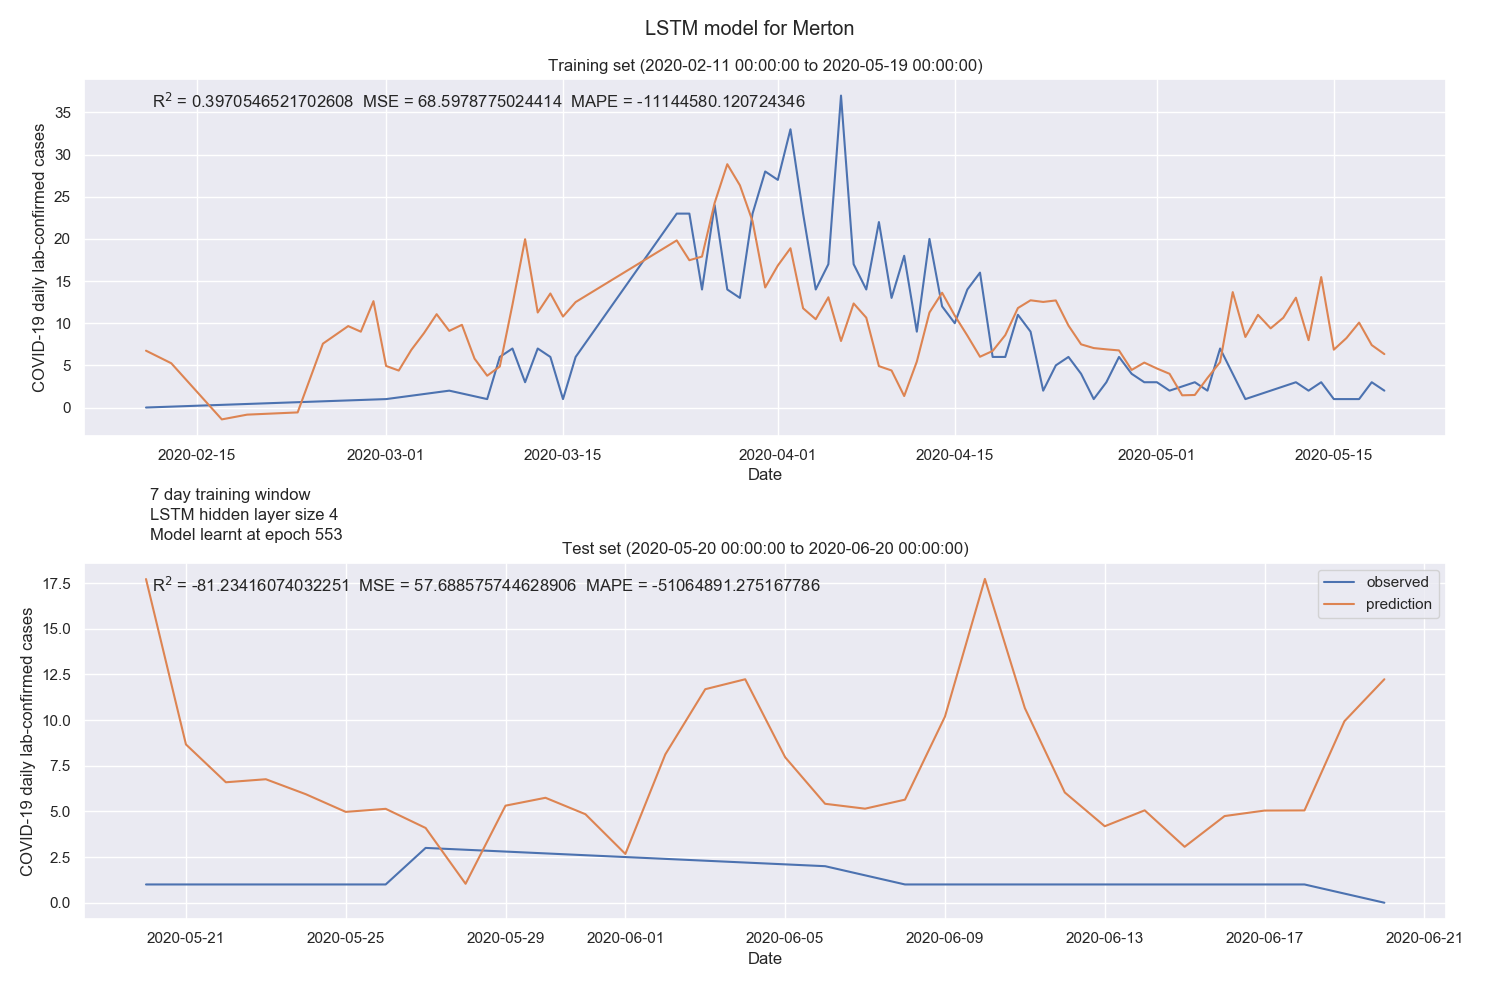 LSTM model for Merton
Training set (2020-02-11 00:00:00 to 2020-05-19 00:00:00)
R² = 0.3970546521702608  MSE = 68.5978775024414  MAPE = -11144580.120724346
COVID-19 daily lab-confirmed cases
35
30
25
20
15
10
5
0
2020-02-15 2020-03-01 2020-03-15 2020-04-01 2020-04-15 2020-05-01 2020-05-15
Date
7 day training window
LSTM hidden layer size 4
Model learnt at epoch 553
Test set (2020-05-20 00:00:00 to 2020-06-20 00:00:00)
R² = -81.23416074032251  MSE = 57.688575744628906  MAPE = -51064891.275167786
observed
prediction
COVID-19 daily lab-confirmed cases
17.5
15.0
12.5
10.0
7.5
5.0
2.5
0.0
2020-05-21 2020-05-25 2020-05-29 2020-06-01 2020-06-05 2020-06-09 2020-06-13 2020-06-17 2020-06-21
Date